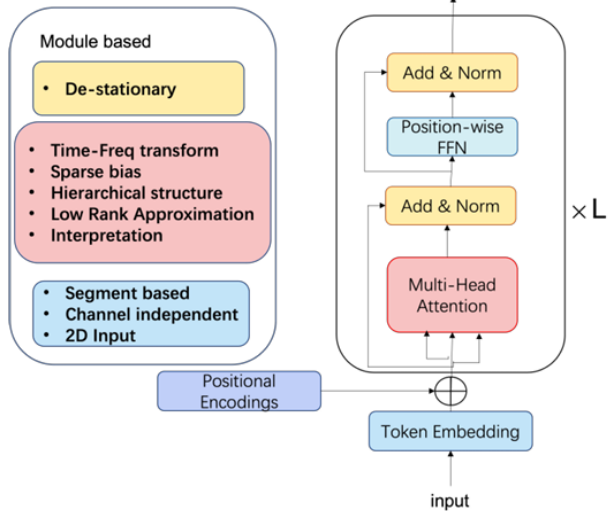 Module based
• De-stationary
• Time-Freq transform
• Sparse bias
• Hierarchical structure
• Low Rank Approximation
• Interpretation
• Segment based
• Channel independent
• 2D Input
Add & Norm
Position-wise
FFN
Add & Norm
× L
Multi-Head
Attention
Positional
Encodings
Token Embedding
input